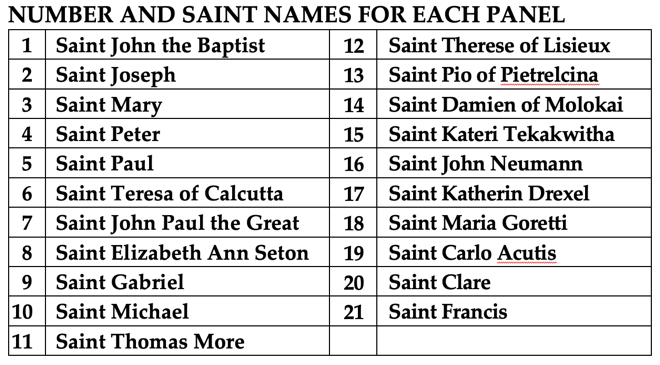 NUMBER AND SAINT NAMES FOR EACH PANEL
1 Saint John the Baptist 12 Saint Therese of Lisieux
2 Saint Joseph 13 Saint Pio of Pietrelcina
3 Saint Mary 14 Saint Damien of Molokai
4 Saint Peter 15 Saint Kateri Tekakwitha
5 Saint Paul 16 Saint John Neumann
6 Saint Teresa of Calcutta 17 Saint Katherin Drexel
7 Saint John Paul the Great 18 Saint Maria Goretti
8 Saint Elizabeth Ann Seton 19 Saint Carlo Acutis
9 Saint Gabriel 20 Saint Clare
10 Saint Michael 21 Saint Francis
11 Saint Thomas More